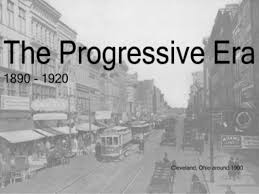 The Progressive Era
1890 - 1920
Cleveland, Ohio around 1900